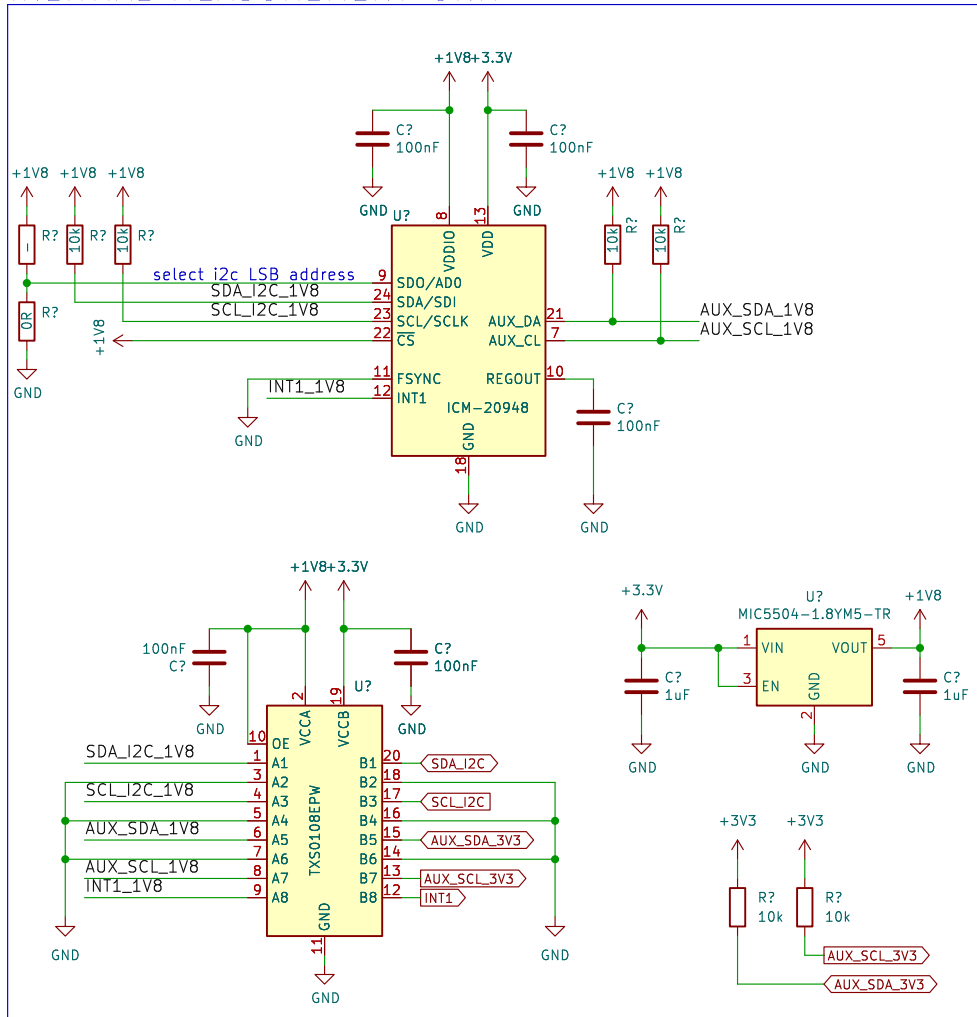 +1V8 +3.3V
C?
100nF
C?
100nF
GND
GND
+1V8
+1V8
+1V8
+1V8
+1V8
R?
-
R?
10k
R?
10k
R?
10k
R?
10k
U?
8
13
VDDIO
VDD
select i2c LSB address
9
SDO/AD0
SDA_I2C_1V8
24
SDA/SDI
SCL_I2C_1V8
23
SCL/SCLK
22
CS
+1V8
R?
0R
GND
AUX_DA
21
AUX_SDA_1V8
AUX_CL
7
AUX_SCL_1V8
11
FSYNC
INT1_1V8
12
INT1
GND
REGOUT
10
ICM-20948
C?
100nF
GND
18
GND
GND
+1V8 +3.3V
100nF
C?
C?
100nF
GND
GND
U?
2
19
VCCA
VCCB
10
OE
SDA_I2C_1V8
1
A1
3
A2
SCL_I2C_1V8
4
A3
5
A4
AUX_SDA_1V8
6
A5
7
A6
AUX_SCL_1V8
8
A7
INT1_1V8
9
A8
TXS0108EPW
B1
20
SDA_I2C
B2
18
B3
17
SCL_I2C
B4
16
B5
15
AUX_SDA_3V3
B6
14
B7
13
AUX_SCL_3V3
B8
12
INT1
GND
11
GND
GND
GND
+3.3V
U?
MIC5504-1.8YM5-TR
+1V8
1
VIN
VOUT
5
3
EN
GND
2
C?
1uF
C?
1uF
GND
GND
GND
+3V3
+3V3
R?
10k
R?
10k
AUX_SCL_3V3
AUX_SDA_3V3